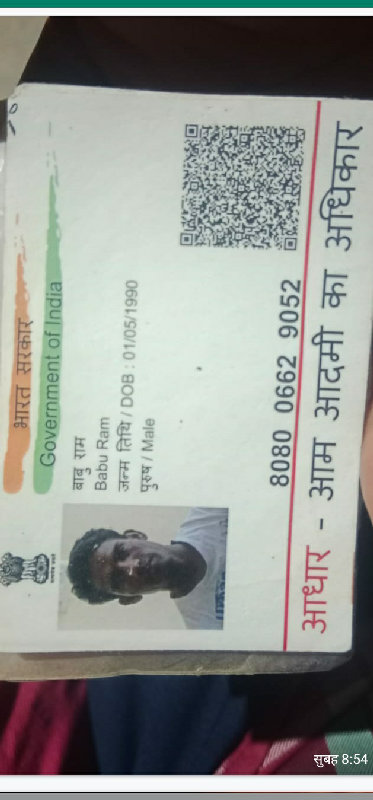 भारत सरकार
Government of India
बाबु राम
Babu Ram
जन्म तिथि / DOB : 01/05/1990
पुरुष / Male
8080 0662 9052
आधार - आम आदमी का अधिकार
सुबह 8:54